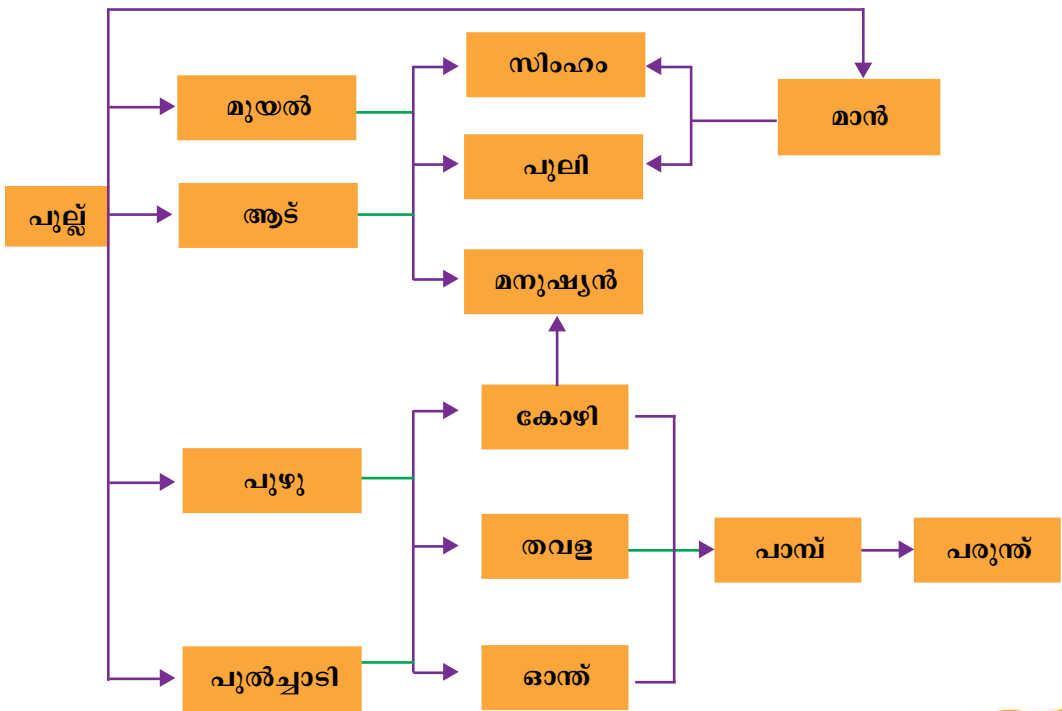 സിംഹം
മുയൽ
മാൻ
പുലി
പുല്ല്
ആട്
മനുഷ്യൻ
കോഴി
പുഴു
തവള
പാമ്പ്
പരുന്ത്
പുൽച്ചാടി
ഓന്ത്